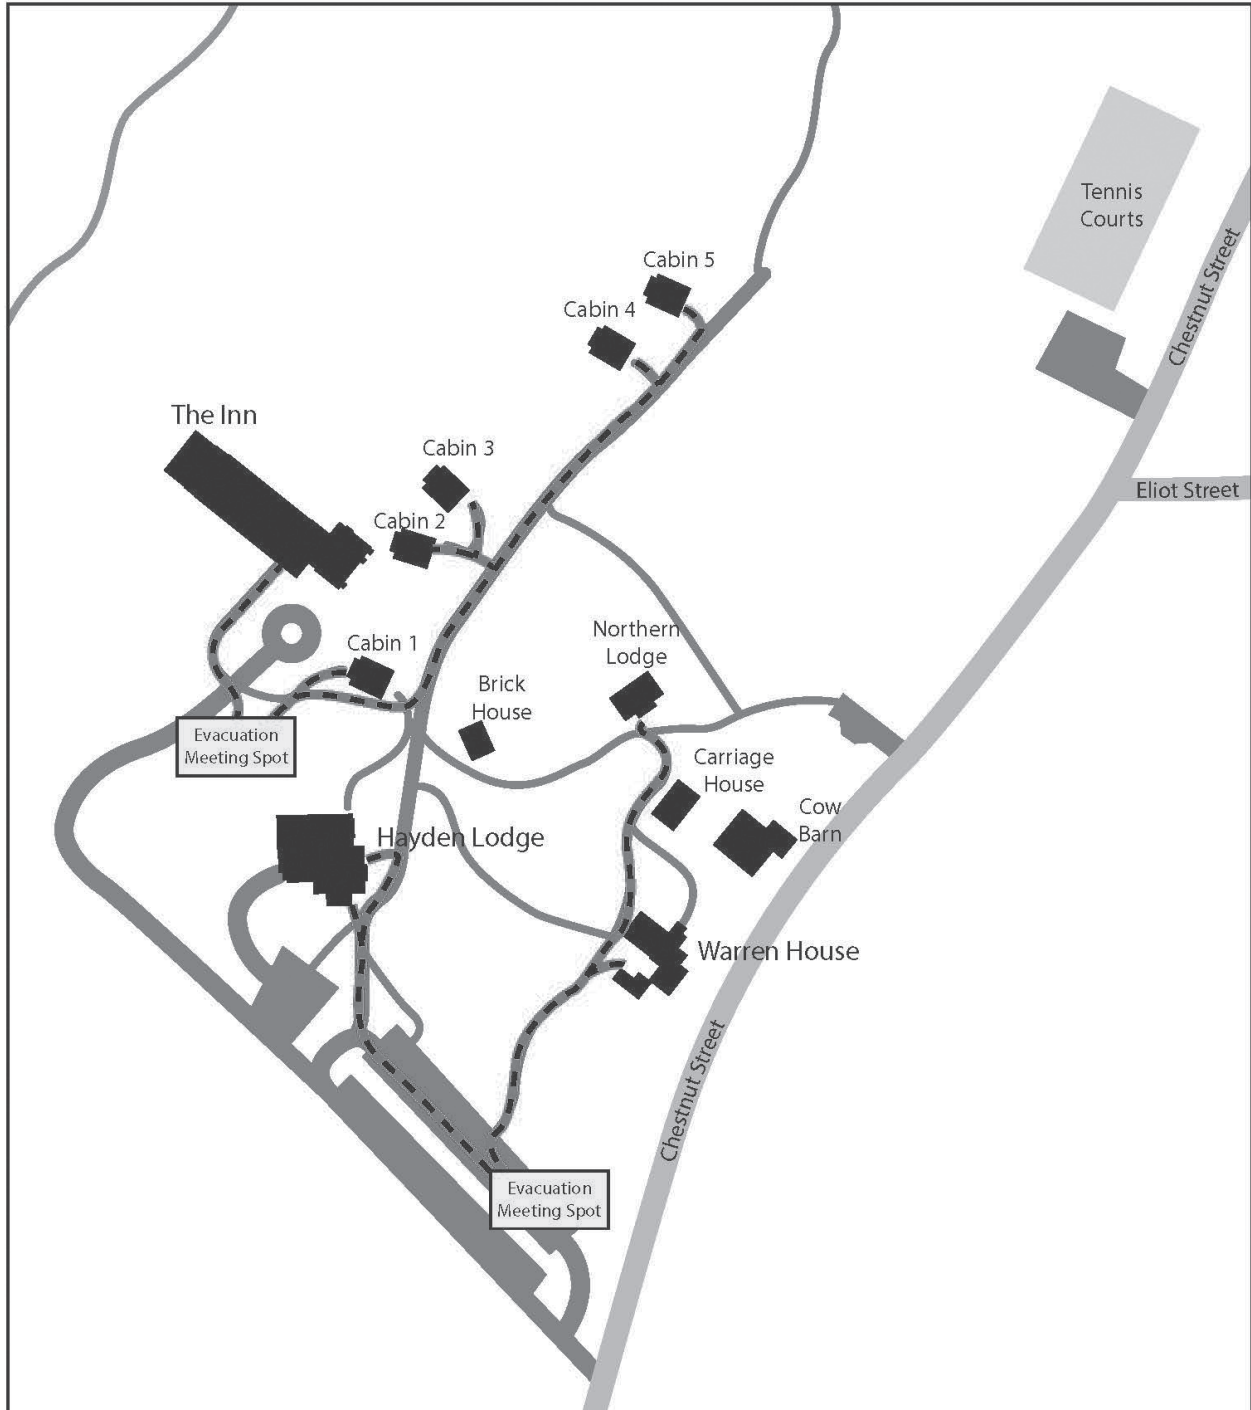 Tennis
Courts
Chestnut Street
Cabin 5
Cabin 4
The Inn
Cabin 3
Eliot Street
Cabin 2
Northern
Lodge
Cabin 1
Brick
House
Evacuation
Meeting Spot
Carriage
House
Cow
Barn
Hayden Lodge
Warren House
Chestnut Street
Evacuation
Meeting Spot